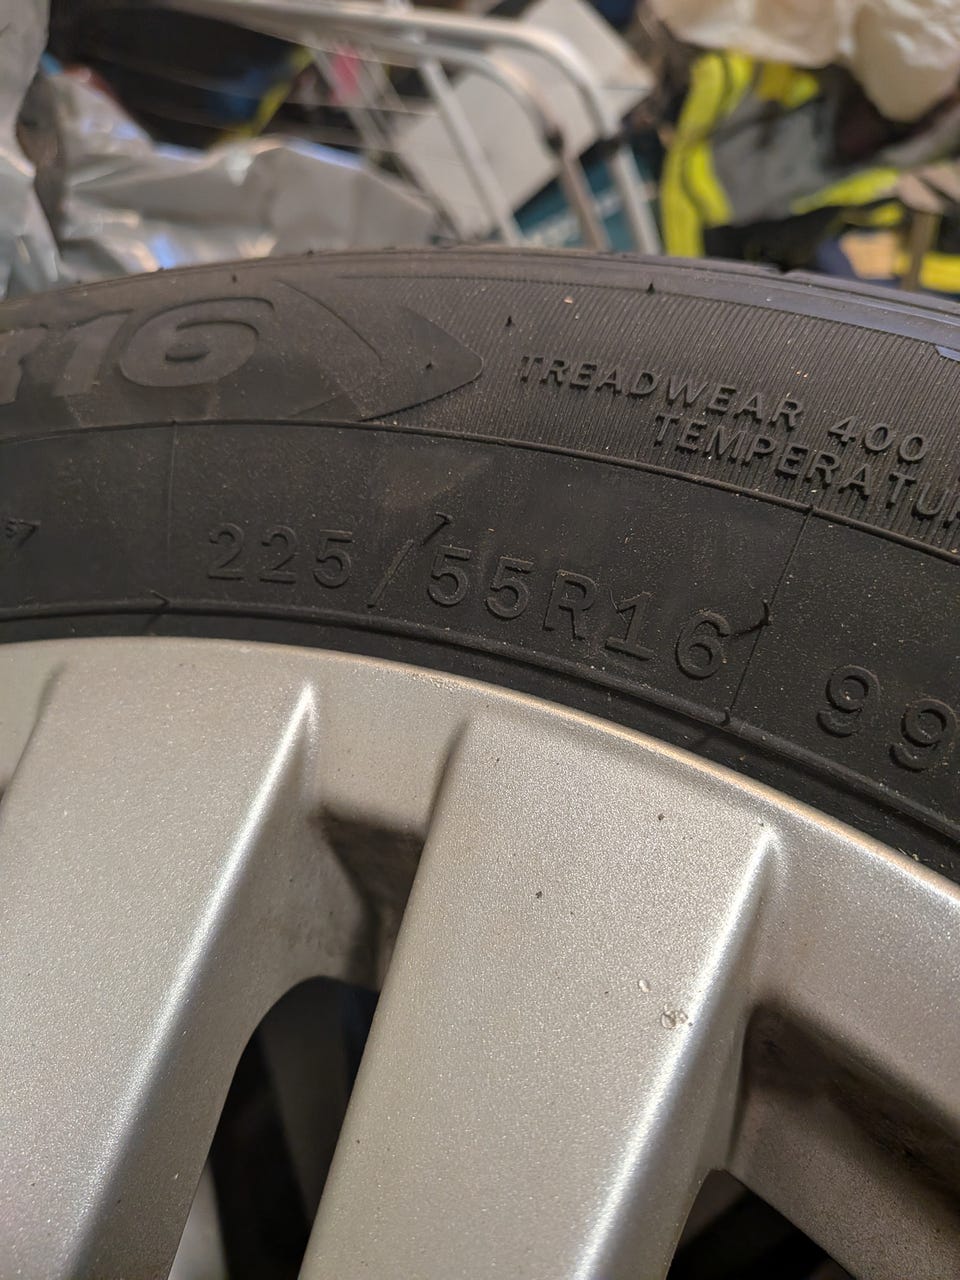 R16
TREADWEAR 400
TEMPERATU
225/55R16
99